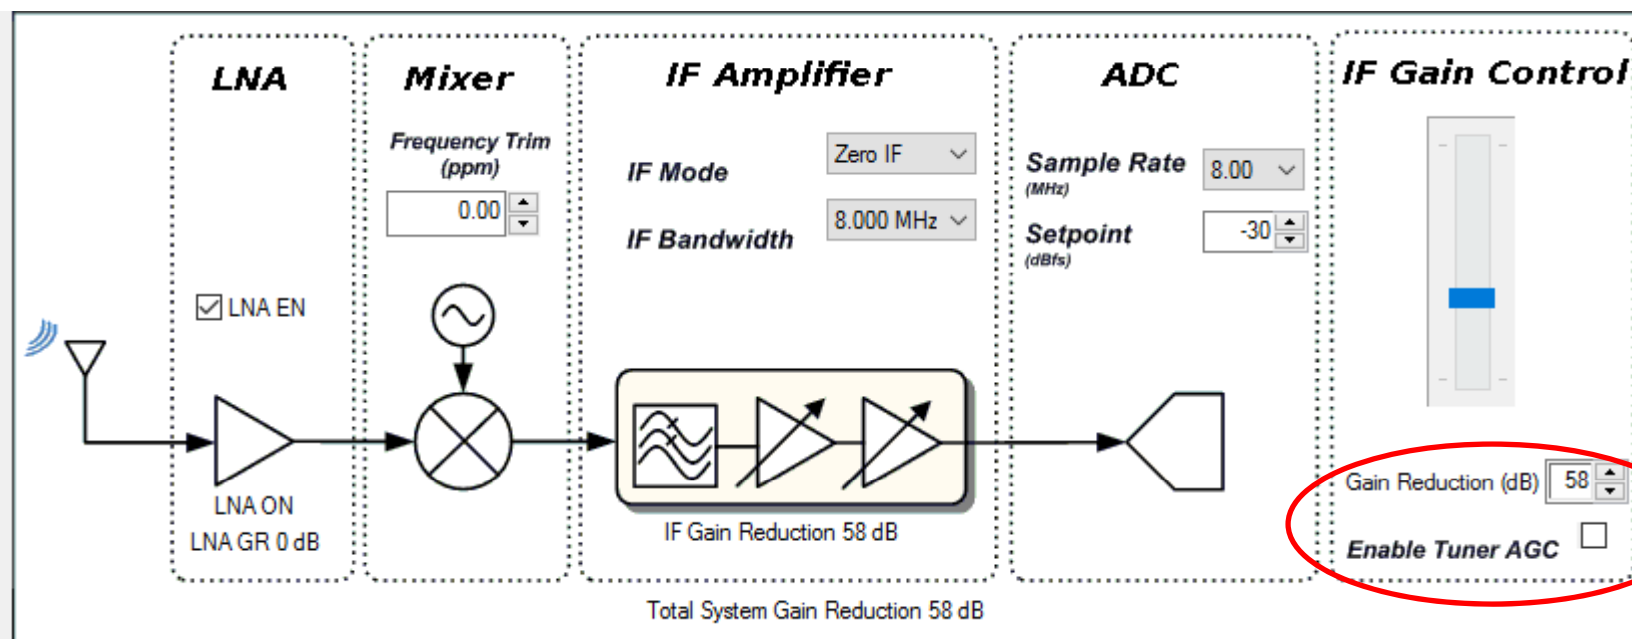 LNA
LNA EN
LNA ON
LNA GR 0 dB
Mixer
Frequency Trim
(ppm)
0.00
IF Amplifier
IF Mode
Zero IF
IF Bandwidth
8.000 MHz
IF Gain Reduction 58 dB
ADC
Sample Rate
(MHz)
8.00
Setpoint
(dBfs)
-30
IF Gain Control
Gain Reduction (dB) 58
Enable Tuner AGC
Total System Gain Reduction 58 dB